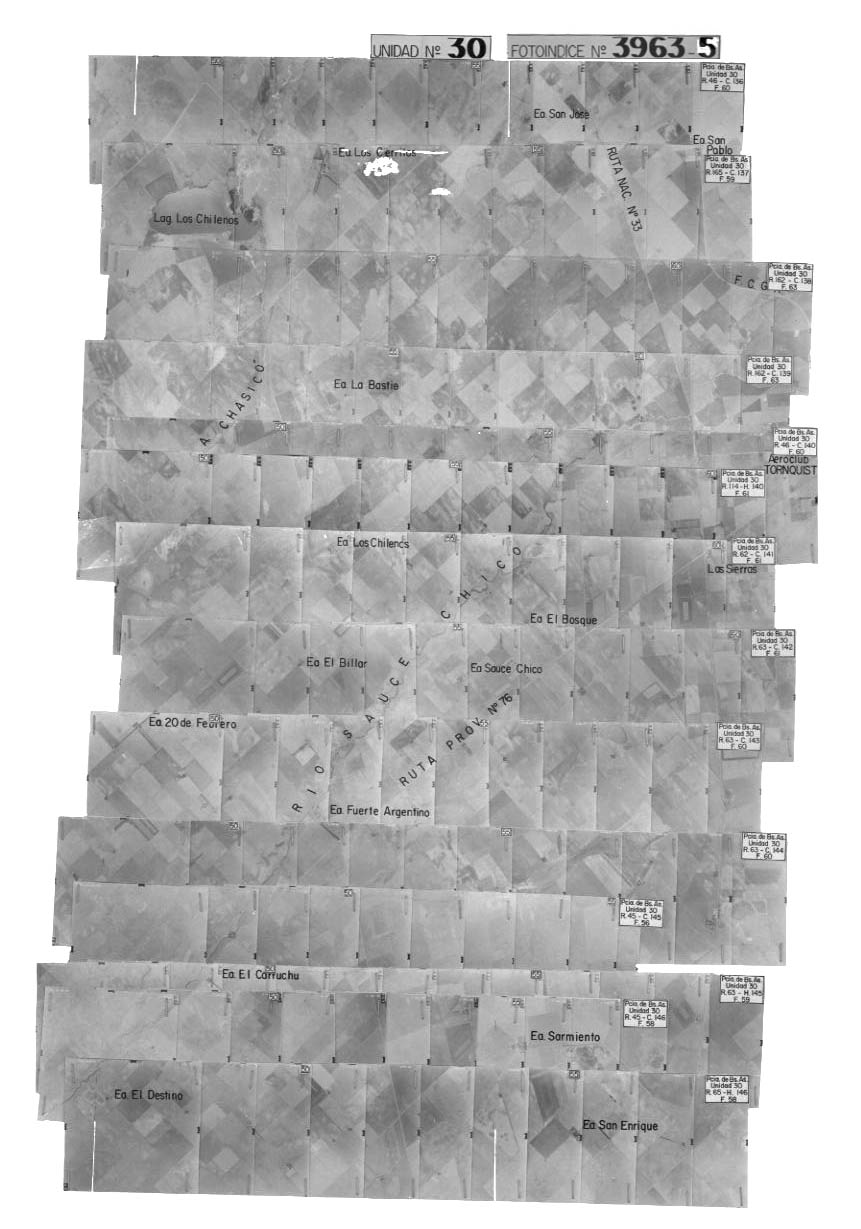 UNIDAD Nº 30 FOTOINDICE Nº 3963-5
Pcia. de Bs. As.
Unidad 30
R. 46 - C. 136
F. 60
Ea. San Jose
Ea. San
Pablo
Ea. Los Cerritos
Pcia. de Bs. As.
Unidad 30
R. 165 - C. 137
F. 59
RUTA NAC. Nº 33
Lag. Los Chilenos
Pcia. de Bs. As.
Unidad 30
R. 162 - C. 138
F. 63
F. C. G.
Pcia. de Bs. As.
Unidad 30
R. 162 - C. 139
F. 63
Ea. La Bastie
Aº CHASICO
Pcia. de Bs. As.
Unidad 30
R. 46 - C. 140
F. 60
Aeroclub
TORNQUIST
Pcia. de Bs. As.
Unidad 30
R. 114 - H. 140
F. 61
Ea. Los Chilenos
Pcia. de Bs. As.
Unidad 30
R. 62 - C. 141
F. 61
Las Sierras
RIO SAUCE CHICO
Ea. El Bosque
Pcia. de Bs. As.
Unidad 30
R. 63 - C. 142
F. 61
Ea. El Billar
Ea. Sauce Chico
RUTA PROV. Nº 76
Ea. 20 de Febrero
Pcia. de Bs. As.
Unidad 30
R. 63 - C. 143
F. 60
Ea. Fuerte Argentino
Pcia. de Bs. As.
Unidad 30
R. 63 - C. 144
F. 60
Pcia. de Bs. As.
Unidad 30
R. 45 - C. 145
F. 56
Ea. El Carruchu
Pcia. de Bs. As.
Unidad 30
R. 63 - H. 145
F. 59
Pcia. de Bs. As.
Unidad 30
R. 45 - C. 146
F. 58
Ea. Sarmiento
Pcia. de Bs. As.
Unidad 30
R. 65 - H. 146
F. 58
Ea. El Destino
Ea. San Enrique